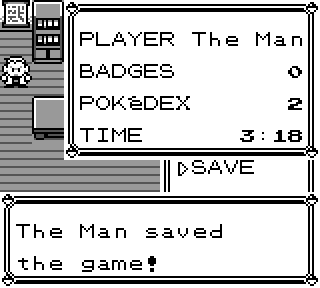 PLAYER The Man
BADGES 0
POKéDEX 2
TIME 3:18
▷SAVE
The Man saved
the game!